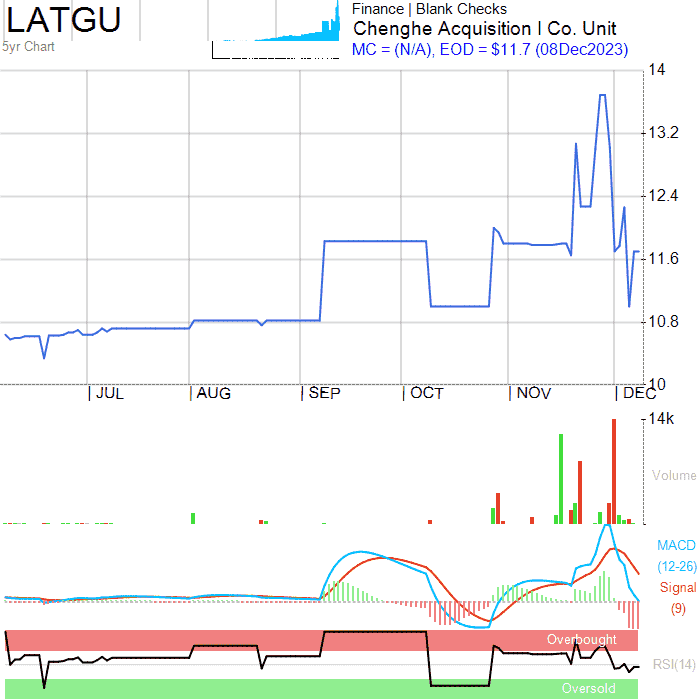 LATGU
5yr Chart
Finance | Blank Checks
Chenghe Acquisition I Co. Unit
MC = (N/A), EOD = $11.7 (08Dec2023)
14
13.2
12.4
11.6
10.8
10
JUL AUG SEP OCT NOV DEC
14k
Volume
MACD
(12-26)
Signal
(9)
Overbought
RSI(14)
Oversold